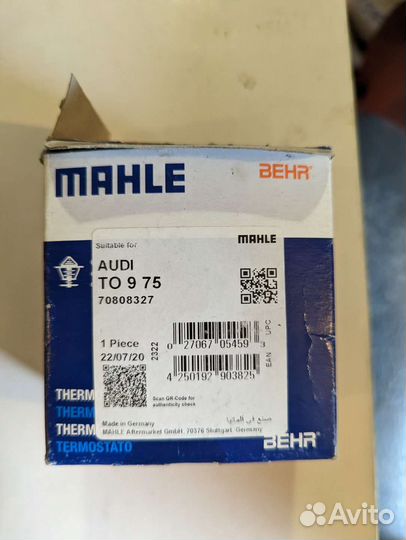 MAHLE BEHR
Suitable for MAHLE
AUDI
TO 9 75
70808327
1 Piece
22/07/20
2322
0 27067 05459 3
UPC
4 250192 903825
EAN
Scan QR-Code for
authenticity check
Made in Germany صنع في المانيا
MAHLE Aftermarket GmbH, 70376 Stuttgart, Germany
THERM
THERM
THERM
TERMOSTATO
BEHR
Avito